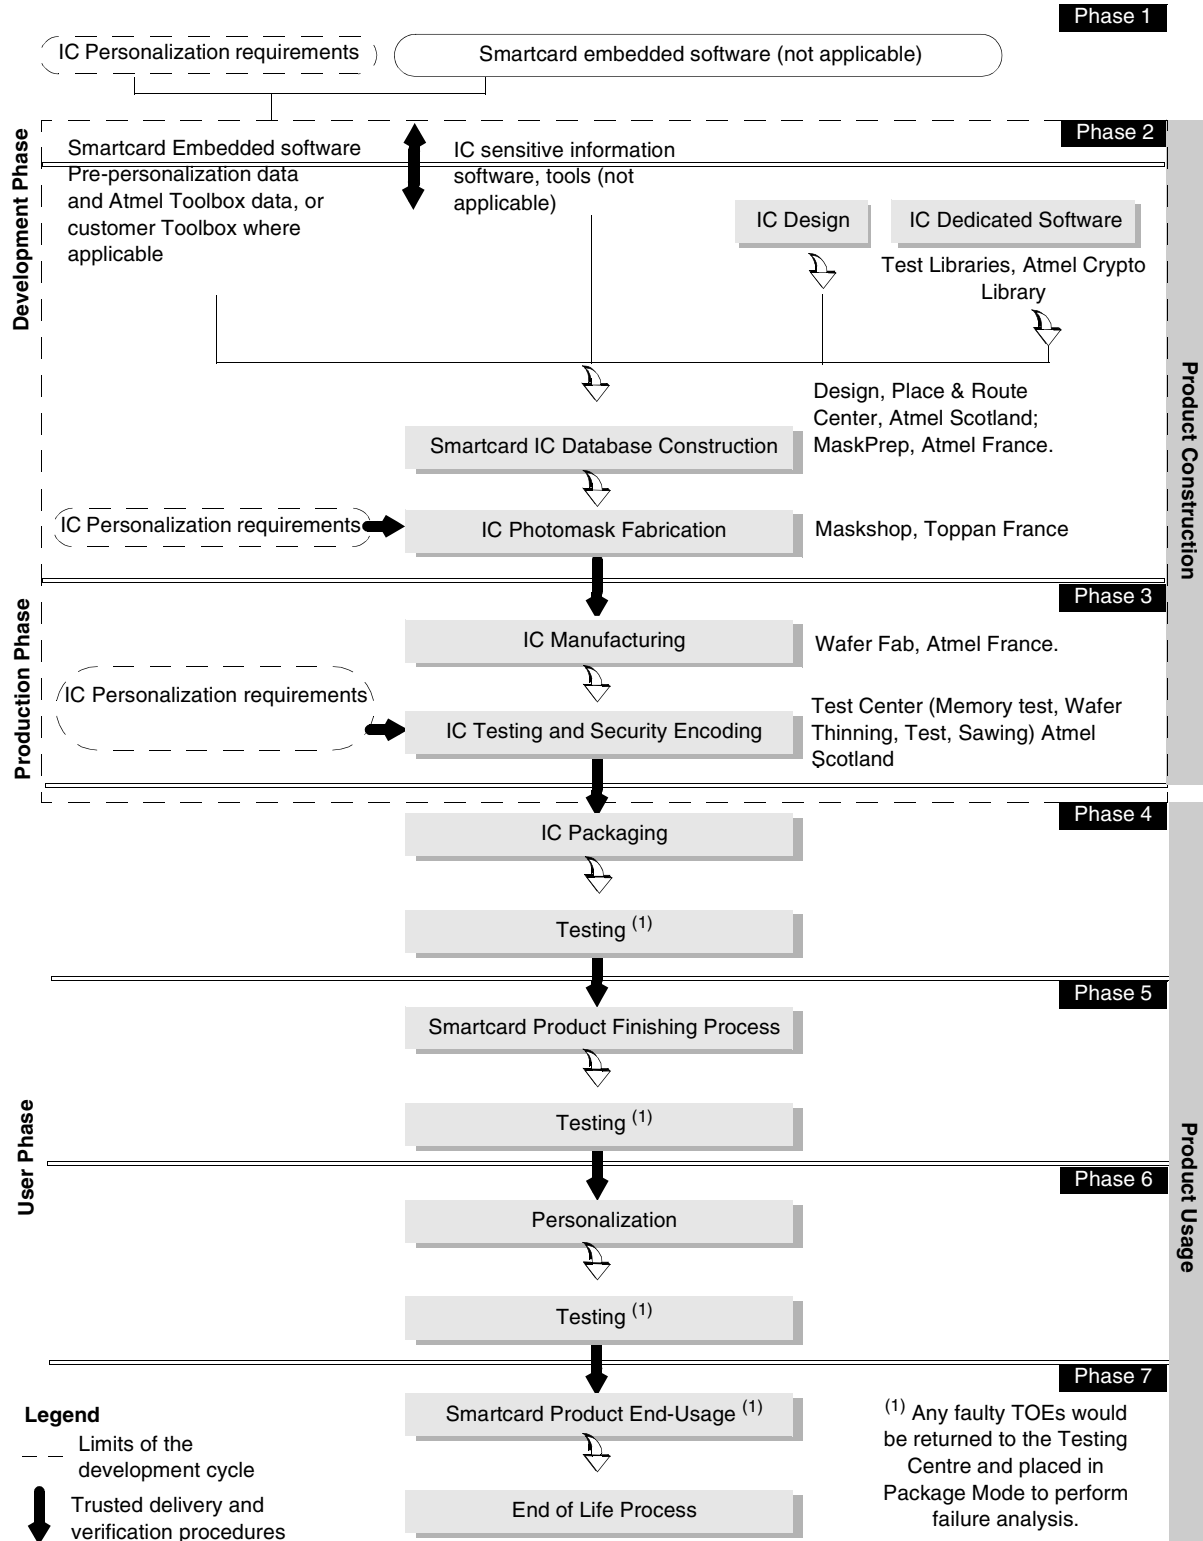 Phase 1
IC Personalization requirements
Smartcard embedded software (not applicable)
Development Phase
Phase 2
Smartcard Embedded software
Pre-personalization data
and Atmel Toolbox data, or
customer Toolbox where
applicable
IC sensitive information
software, tools (not
applicable)
IC Design
IC Dedicated Software
Test Libraries, Atmel Crypto
Library
Product Construction
Design, Place & Route
Center, Atmel Scotland;
MaskPrep, Atmel France.
Smartcard IC Database Construction
IC Personalization requirements
IC Photomask Fabrication
Maskshop, Toppan France
Production Phase
Phase 3
IC Manufacturing
Wafer Fab, Atmel France.
IC Personalization requirements
IC Testing and Security Encoding
Test Center (Memory test, Wafer
Thinning, Test, Sawing) Atmel
Scotland
Phase 4
IC Packaging
Testing (1)
Phase 5
Smartcard Product Finishing Process
Testing (1)
User Phase
Product Usage
Phase 6
Personalization
Testing (1)
Phase 7
Smartcard Product End-Usage (1)
End of Life Process
(1) Any faulty TOEs would
be returned to the Testing
Centre and placed in
Package Mode to perform
failure analysis.
Legend
Limits of the
development cycle
Trusted delivery and
verification procedures